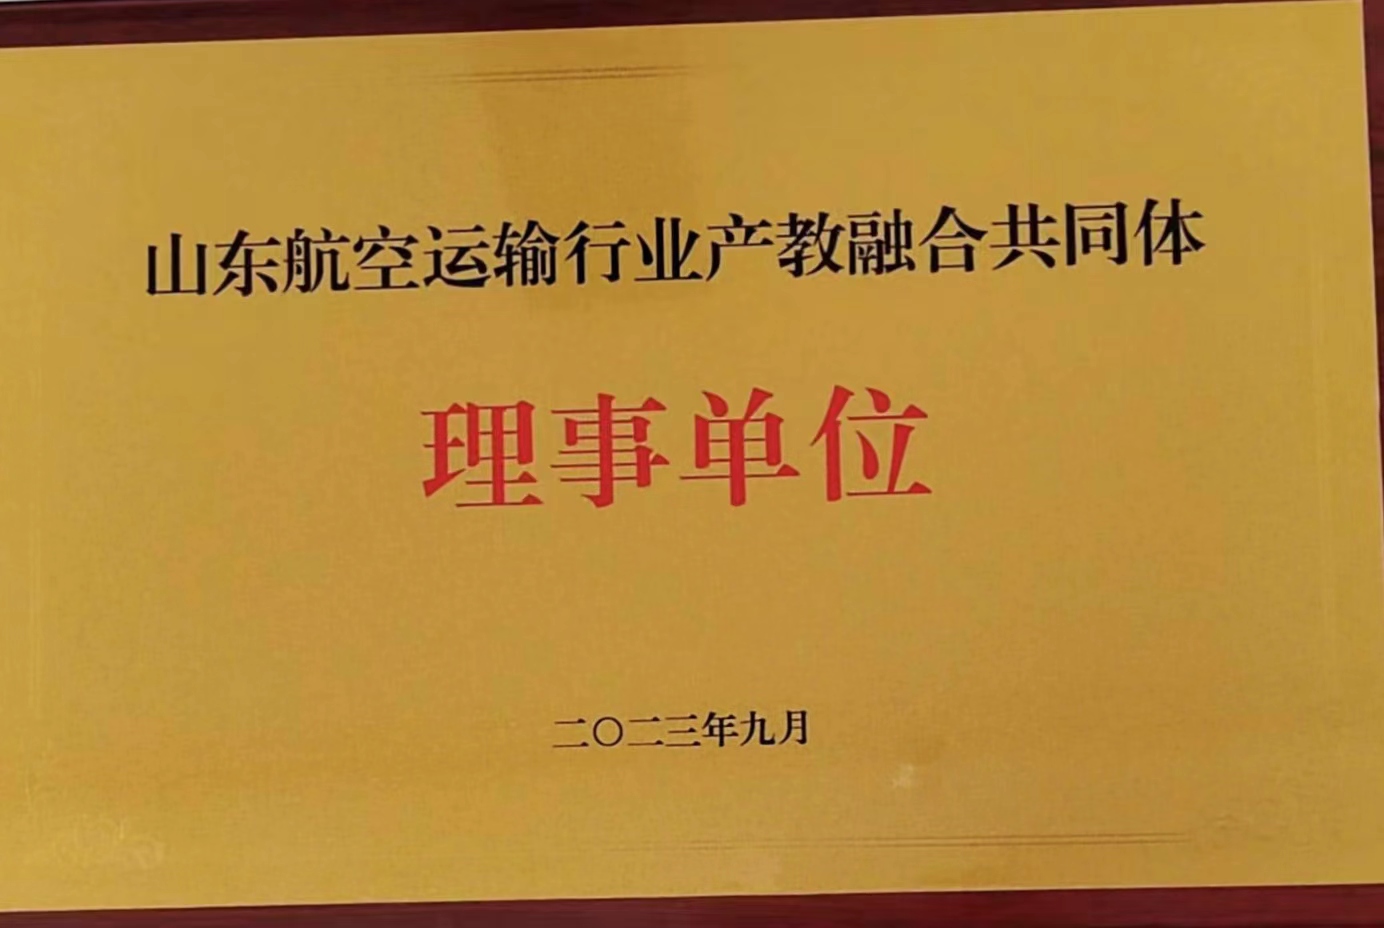 山东航空运输行业产教融合共同体
理事单位
二〇二三年九月